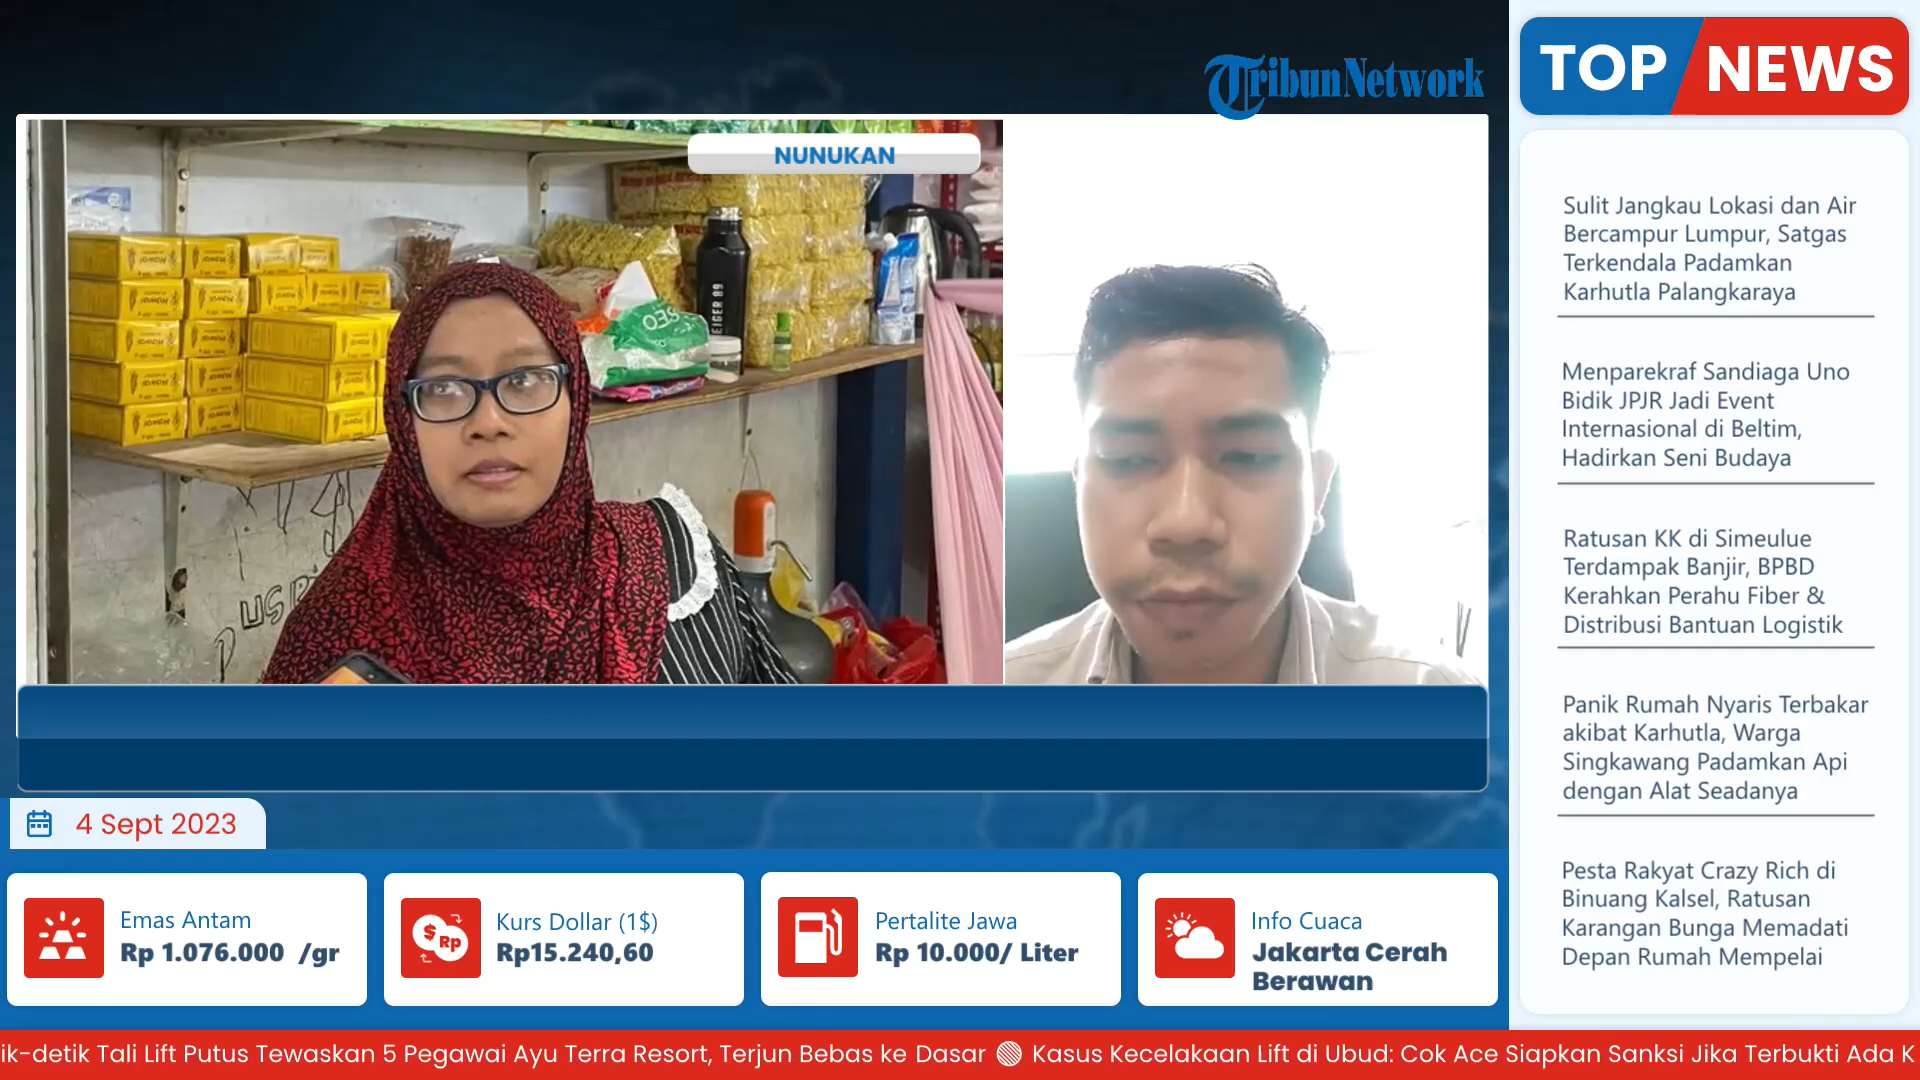 TribunNetwork
TOP NEWS
NUNUKAN
EIGER 89
Sulit Jangkau Lokasi dan Air
Bercampur Lumpur, Satgas
Terkendala Padamkan
Karhutla Palangkaraya
Menparekraf Sandiaga Uno
Bidik JPJR Jadi Event
Internasional di Beltim,
Hadirkan Seni Budaya
Ratusan KK di Simeulue
Terdampak Banjir, BPBD
Kerahkan Perahu Fiber &
Distribusi Bantuan Logistik
Panik Rumah Nyaris Terbakar
akibat Karhutla, Warga
Singkawang Padamkan Api
dengan Alat Seadanya
Pesta Rakyat Crazy Rich di
Binuang Kalsel, Ratusan
Karangan Bunga Memadati
Depan Rumah Mempelai
4 Sept 2023
Emas Antam
Rp 1.076.000 /gr
$ Rp
Kurs Dollar (1$)
Rp15.240,60
Pertalite Jawa
Rp 10.000/ Liter
Info Cuaca
Jakarta Cerah
Berawan
ik-detik Tali Lift Putus Tewaskan 5 Pegawai Ayu Terra Resort, Terjun Bebas ke Dasar Kasus Kecelakaan Lift di Ubud: Cok Ace Siapkan Sanksi Jika Terbukti Ada K